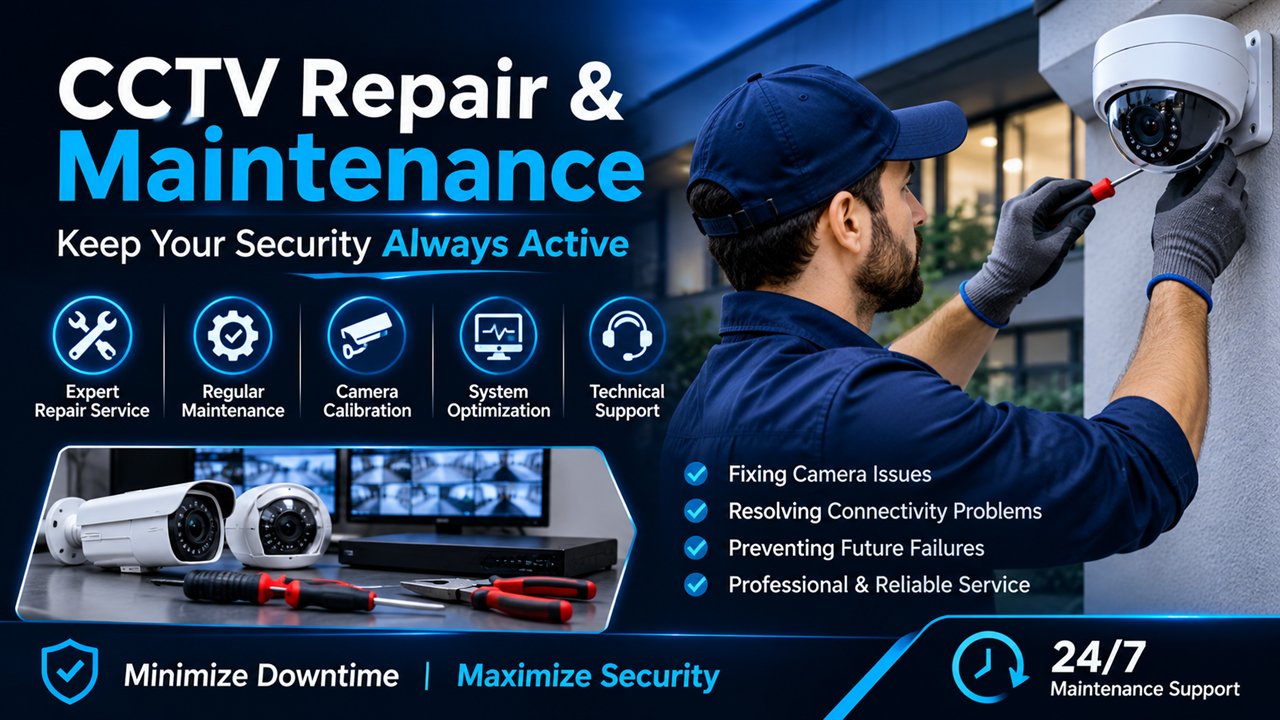 CCTV Repair &
Maintenance
Keep Your Security Always Active
Expert
Repair Service
Regular
Maintenance
Camera
Calibration
System
Optimization
Technical
Support
Fixing Camera Issues
Resolving Connectivity Problems
Preventing Future Failures
Professional & Reliable Service
Minimize Downtime | Maximize Security
24/7
Maintenance Support